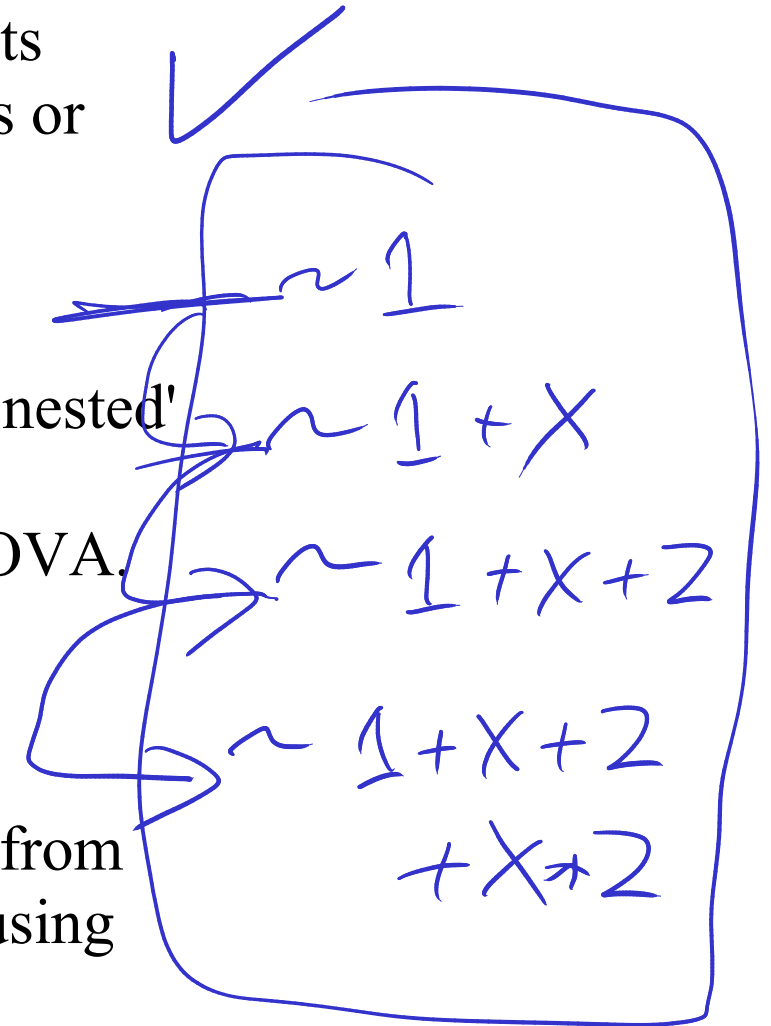 ts
s or
~ 1
nested'
~ 1 + X
OVA.
~ 1 + X + Z
~ 1 + X + Z
+ X * Z
from
using